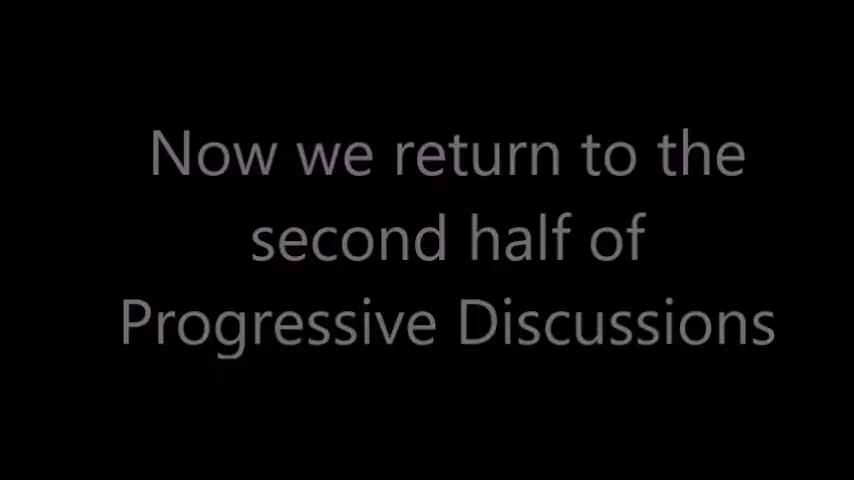 Now we return to the
second half of
Progressive Discussions